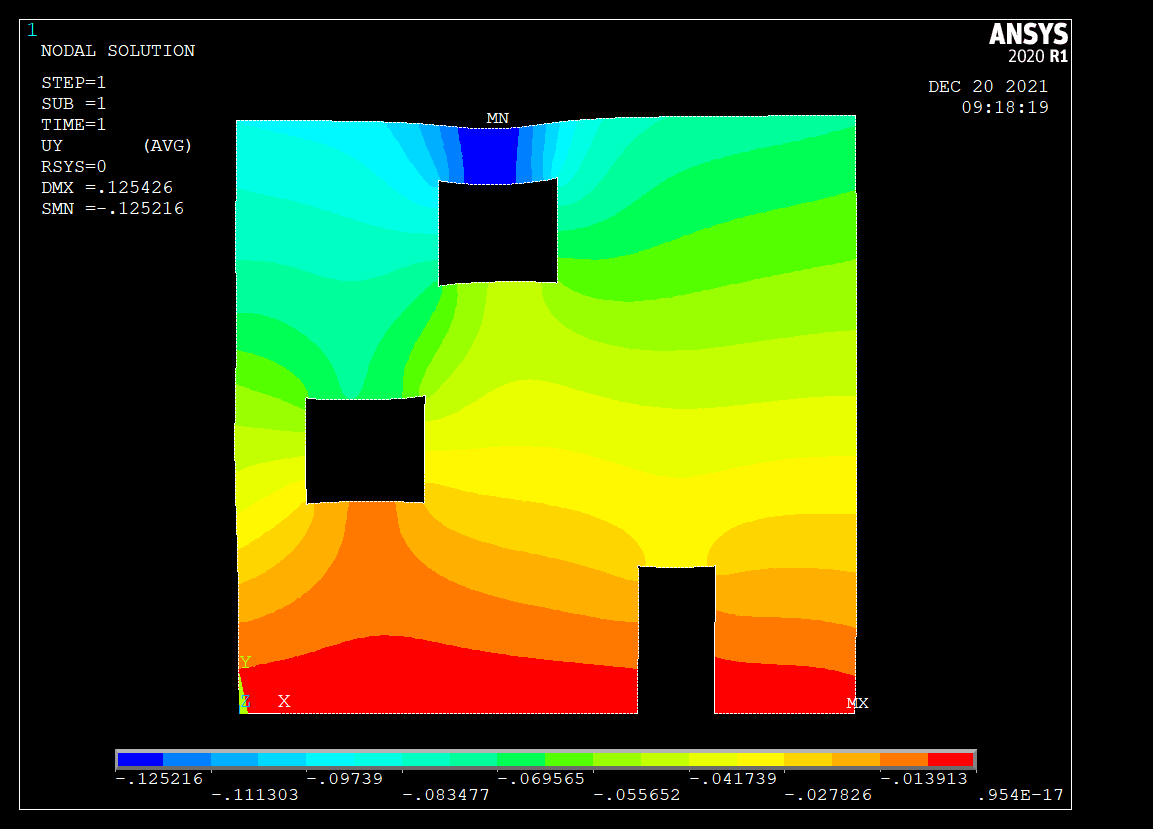 1
NODAL SOLUTION
STEP=1
SUB =1
TIME=1
UY (AVG)
RSYS=0
DMX =.125426
SMN =-.125216
ANSYS
2020 R1
DEC 20 2021
09:18:19
MN
Y
Z X
MX
-.125216 -.09739 -.069565 -.041739 -.013913
-.111303 -.083477 -.055652 -.027826 .954E-17